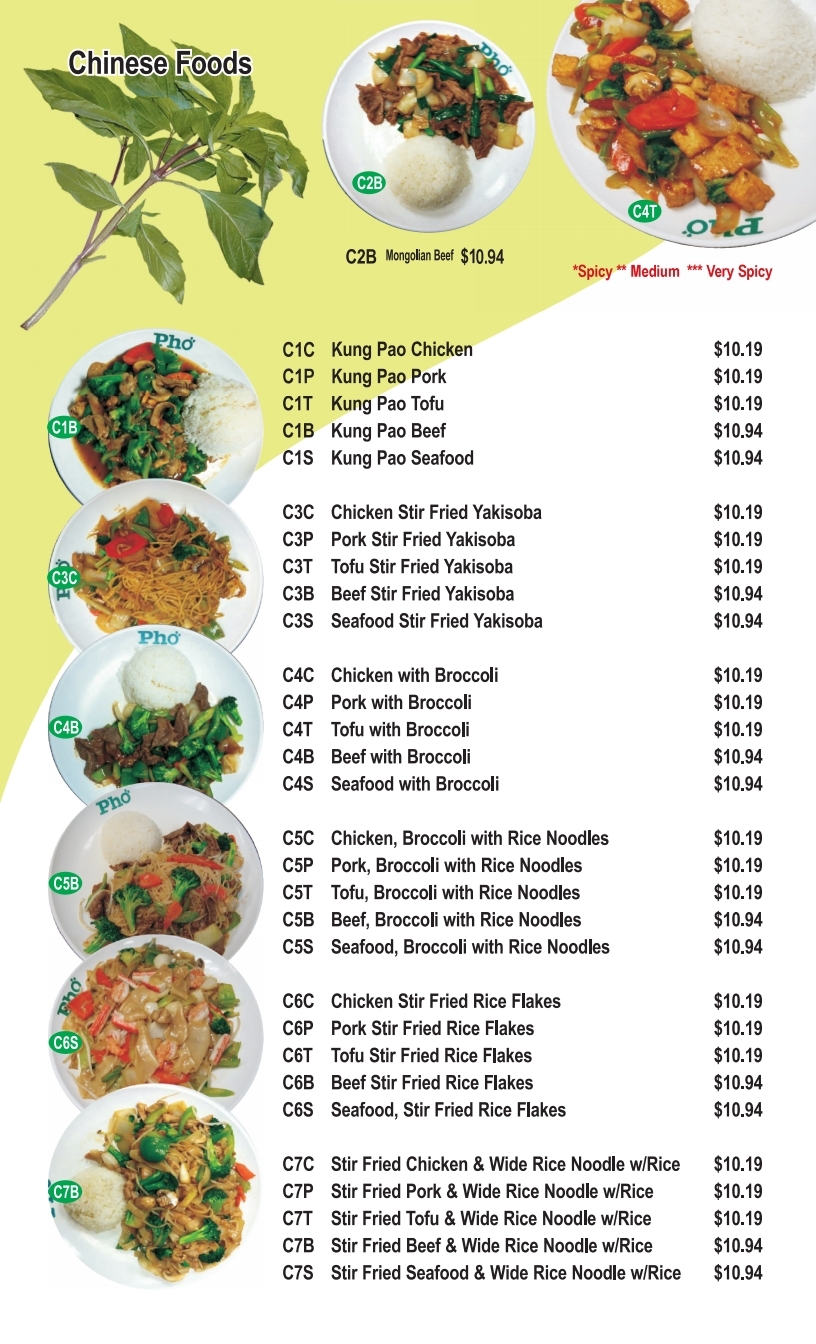 Chinese Foods
Phở
C2B
C4T
Phở
C2B Mongolian Beef $10.94
*Spicy ** Medium *** Very Spicy
Phở
C1B
C1C Kung Pao Chicken $10.19
C1P Kung Pao Pork $10.19
C1T Kung Pao Tofu $10.19
C1B Kung Pao Beef $10.94
C1S Kung Pao Seafood $10.94
Phở
C3C
C3C Chicken Stir Fried Yakisoba $10.19
C3P Pork Stir Fried Yakisoba $10.19
C3T Tofu Stir Fried Yakisoba $10.19
C3B Beef Stir Fried Yakisoba $10.94
C3S Seafood Stir Fried Yakisoba $10.94
Phở
C4B
C4C Chicken with Broccoli $10.19
C4P Pork with Broccoli $10.19
C4T Tofu with Broccoli $10.19
C4B Beef with Broccoli $10.94
C4S Seafood with Broccoli $10.94
Phở
C5B
C5C Chicken, Broccoli with Rice Noodles $10.19
C5P Pork, Broccoli with Rice Noodles $10.19
C5T Tofu, Broccoli with Rice Noodles $10.19
C5B Beef, Broccoli with Rice Noodles $10.94
C5S Seafood, Broccoli with Rice Noodles $10.94
Phở
C6S
C6C Chicken Stir Fried Rice Flakes $10.19
C6P Pork Stir Fried Rice Flakes $10.19
C6T Tofu Stir Fried Rice Flakes $10.19
C6B Beef Stir Fried Rice Flakes $10.94
C6S Seafood, Stir Fried Rice Flakes $10.94
C7B
C7C Stir Fried Chicken & Wide Rice Noodle w/Rice $10.19
C7P Stir Fried Pork & Wide Rice Noodle w/Rice $10.19
C7T Stir Fried Tofu & Wide Rice Noodle w/Rice $10.19
C7B Stir Fried Beef & Wide Rice Noodle w/Rice $10.94
C7S Stir Fried Seafood & Wide Rice Noodle w/Rice $10.94